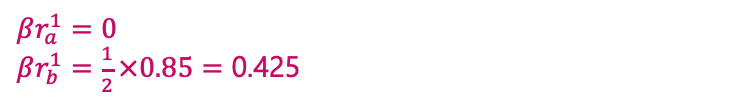 βr_a^1 = 0
βr_b^1 = 1/2 ×0.85 = 0.425